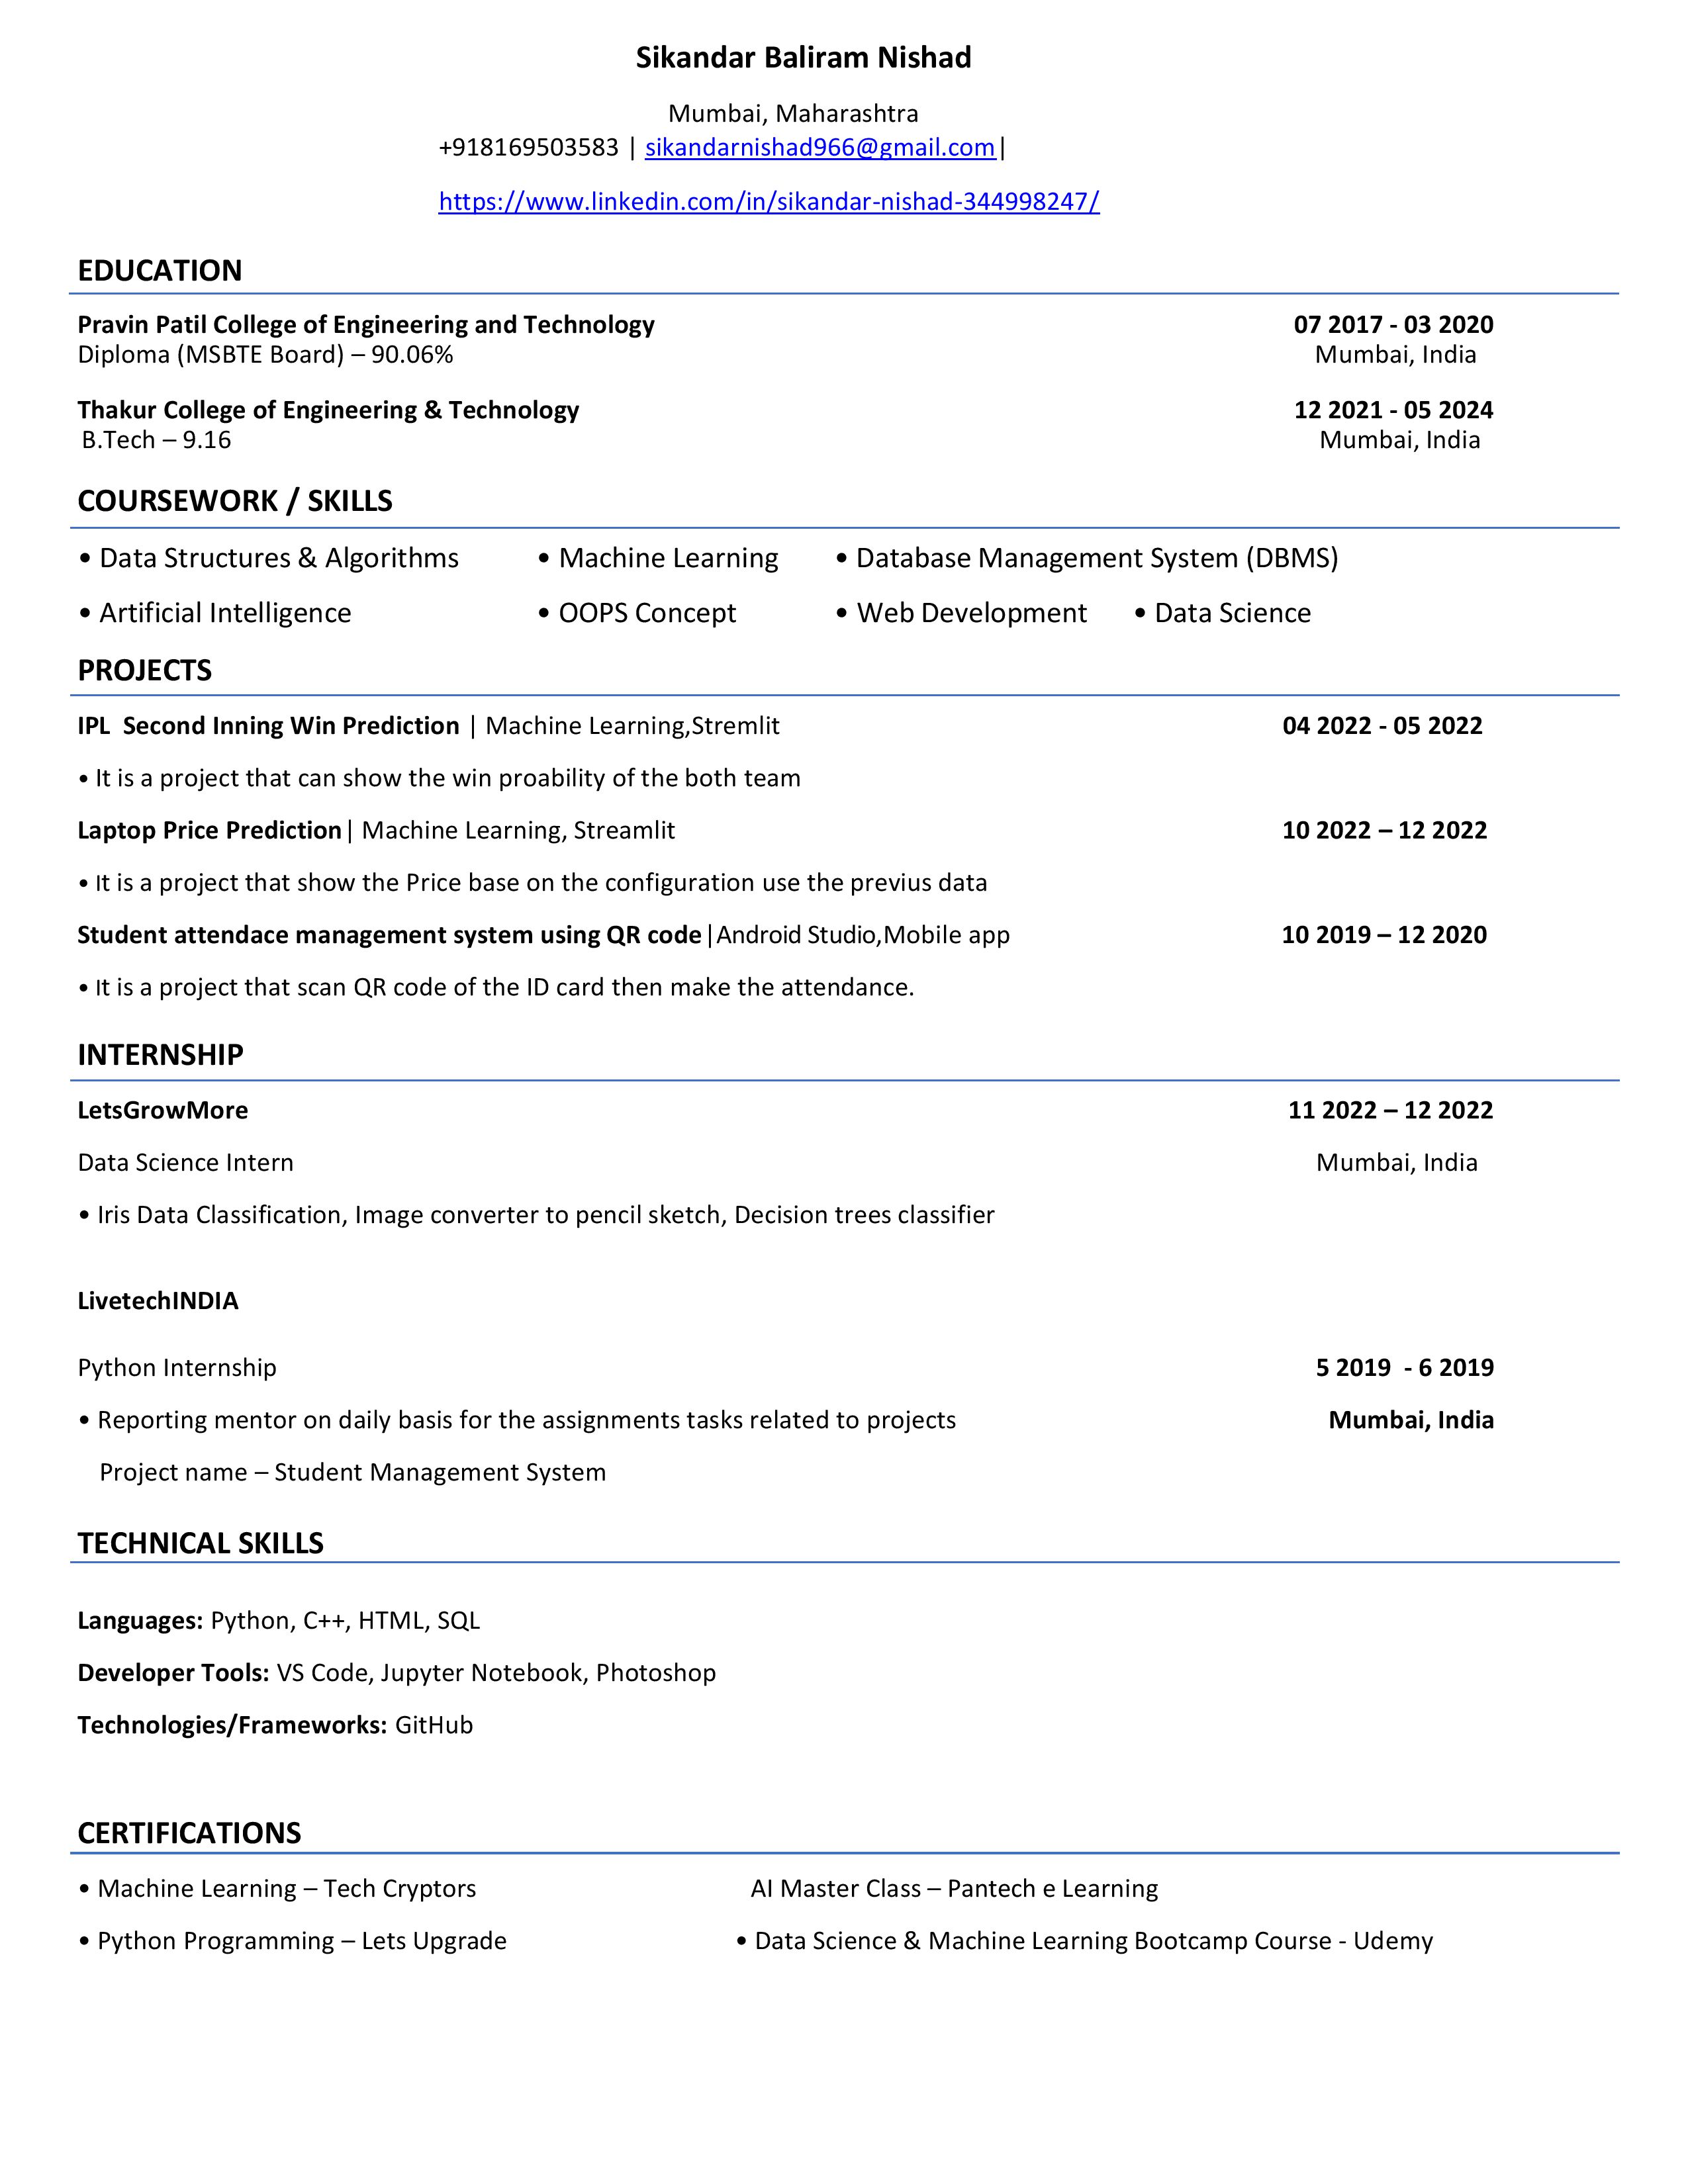 Sikandar Baliram Nishad
Mumbai, Maharashtra
+918169503583 | sikandarnishad966@gmail.com|
https://www.linkedin.com/in/sikandar-nishad-344998247/
EDUCATION
Pravin Patil College of Engineering and Technology 07 2017 - 03 2020
Diploma (MSBTE Board) – 90.06% Mumbai, India
Thakur College of Engineering & Technology 12 2021 - 05 2024
B.Tech – 9.16 Mumbai, India
COURSEWORK / SKILLS
• Data Structures & Algorithms • Machine Learning • Database Management System (DBMS)
• Artificial Intelligence • OOPS Concept • Web Development • Data Science
PROJECTS
IPL Second Inning Win Prediction | Machine Learning,Stremlit 04 2022 - 05 2022
• It is a project that can show the win proability of the both team
Laptop Price Prediction| Machine Learning, Streamlit 10 2022 – 12 2022
• It is a project that show the Price base on the configuration use the previus data
Student attendace management system using QR code|Android Studio,Mobile app 10 2019 – 12 2020
• It is a project that scan QR code of the ID card then make the attendance.
INTERNSHIP
LetsGrowMore 11 2022 – 12 2022
Data Science Intern Mumbai, India
• Iris Data Classification, Image converter to pencil sketch, Decision trees classifier
LivetechINDIA
Python Internship 5 2019 - 6 2019
• Reporting mentor on daily basis for the assignments tasks related to projects Mumbai, India
Project name – Student Management System
TECHNICAL SKILLS
Languages: Python, C++, HTML, SQL
Developer Tools: VS Code, Jupyter Notebook, Photoshop
Technologies/Frameworks: GitHub
CERTIFICATIONS
• Machine Learning – Tech Cryptors AI Master Class – Pantech e Learning
• Python Programming – Lets Upgrade • Data Science & Machine Learning Bootcamp Course - Udemy